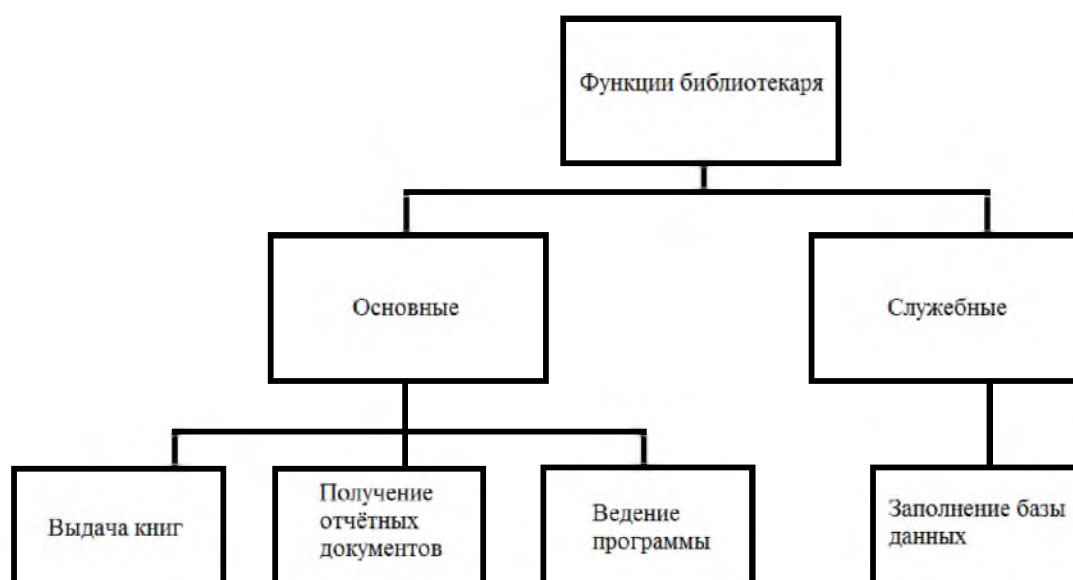 Функции библиотекаря
Основные
Служебные
Выдача книг
Получение
отчётных
документов
Ведение
программы
Заполнение базы
данных